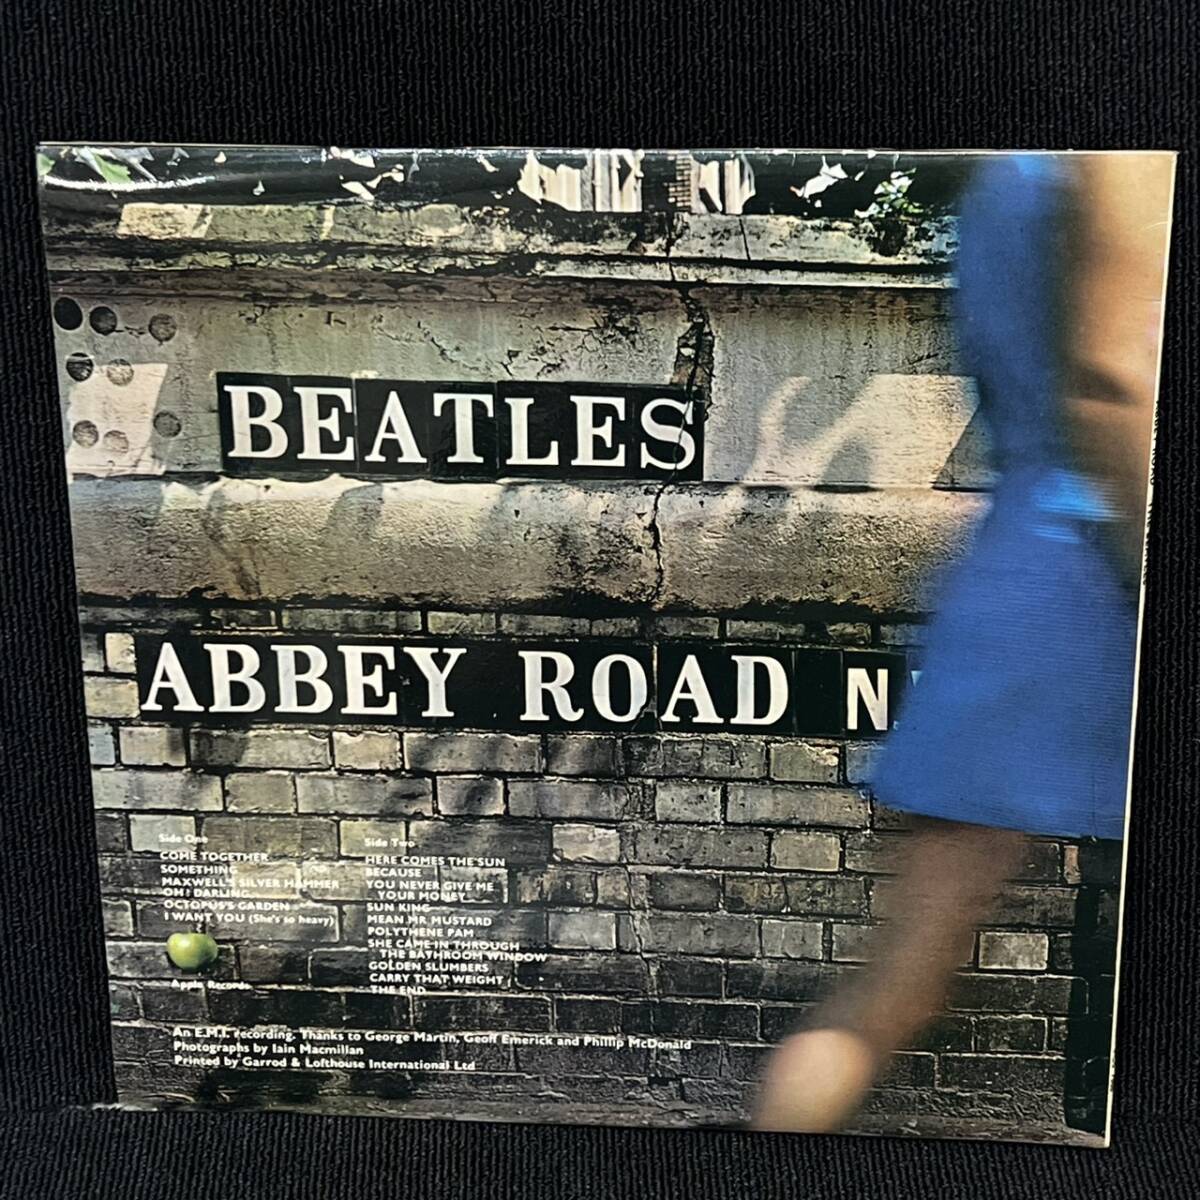 BEATLES
ABBEY ROAD N
Side One
COME TOGETHER
SOMETHING
MAXWELL'S SILVER HAMMER
OH! DARLING
OCTOPUS'S GARDEN
I WANT YOU (She's so heavy)
Apple Records
Side Two
HERE COMES THE SUN
BECAUSE
YOU NEVER GIVE ME
YOUR MONEY
SUN KING
MEAN MR MUSTARD
POLYTHENE PAM
SHE CAME IN THROUGH
THE BATHROOM WINDOW
GOLDEN SLUMBERS
CARRY THAT WEIGHT
THE END
An E.M.I. recording. Thanks to George Martin, Geoff Emerick and Phillip McDonald
Photographs by Iain Macmillan
Printed by Garrod & Lofthouse International Ltd